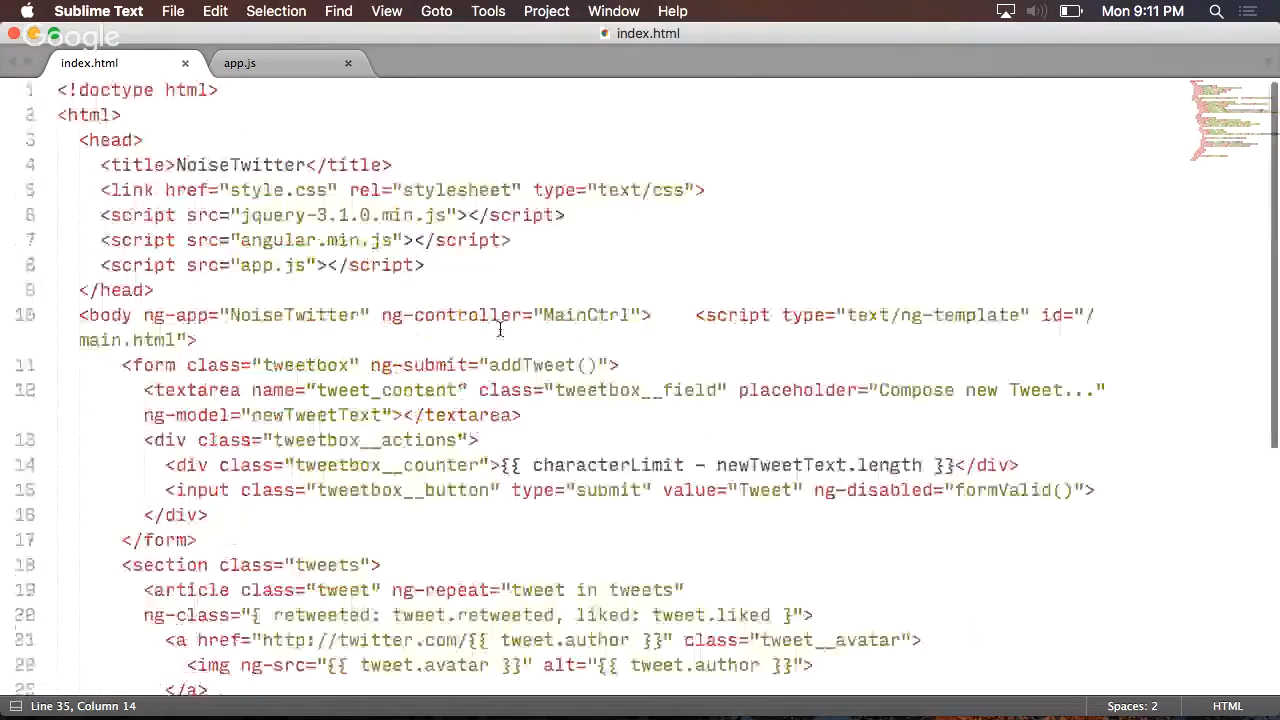 Sublime Text File Edit Selection Find View Goto Tools Project Window Help Mon 9:11 PM
Google
index.html
index.html × app.js ×
1 <!doctype html>
2 <html>
3 <head>
4 <title>NoiseTwitter</title>
5 <link href="style.css" rel="stylesheet" type="text/css">
6 <script src="jquery-3.1.0.min.js"></script>
7 <script src="angular.min.js"></script>
8 <script src="app.js"></script>
9 </head>
10 <body ng-app="NoiseTwitter" ng-controller="MainCtrl"> <script type="text/ng-template" id="/
main.html">
11 <form class="tweetbox" ng-submit="addTweet()">
12 <textarea name="tweet_content" class="tweetbox__field" placeholder="Compose new Tweet..."
ng-model="newTweetText"></textarea>
13 <div class="tweetbox__actions">
14 <div class="tweetbox__counter">{{ characterLimit - newTweetText.length }}</div>
15 <input class="tweetbox__button" type="submit" value="Tweet" ng-disabled="formValid()">
16 </div>
17 </form>
18 <section class="tweets">
19 <article class="tweet" ng-repeat="tweet in tweets"
20 ng-class="{ retweeted: tweet.retweeted, liked: tweet.liked }">
21 <a href="http://twitter.com/{{ tweet.author }}" class="tweet__avatar">
22 <img ng-src="{{ tweet.avatar }}" alt="{{ tweet.author }}">
23 </a>
Line 35, Column 14 Spaces: 2 HTML